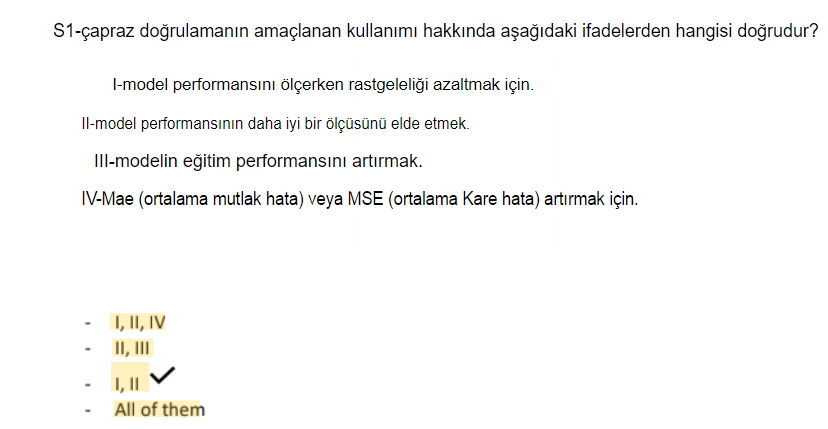 S1-çapraz doğrulamanın amaçlanan kullanımı hakkında aşağıdaki ifadelerden hangisi doğrudur?
I-model performansını ölçerken rastgeleliği azaltmak için.
II-model performansının daha iyi bir ölçüsünü elde etmek.
III-modelin eğitim performansını artırmak.
IV-Mae (ortalama mutlak hata) veya MSE (ortalama Kare hata) artırmak için.
- I, II, IV
- II, III
- I, II
- All of them